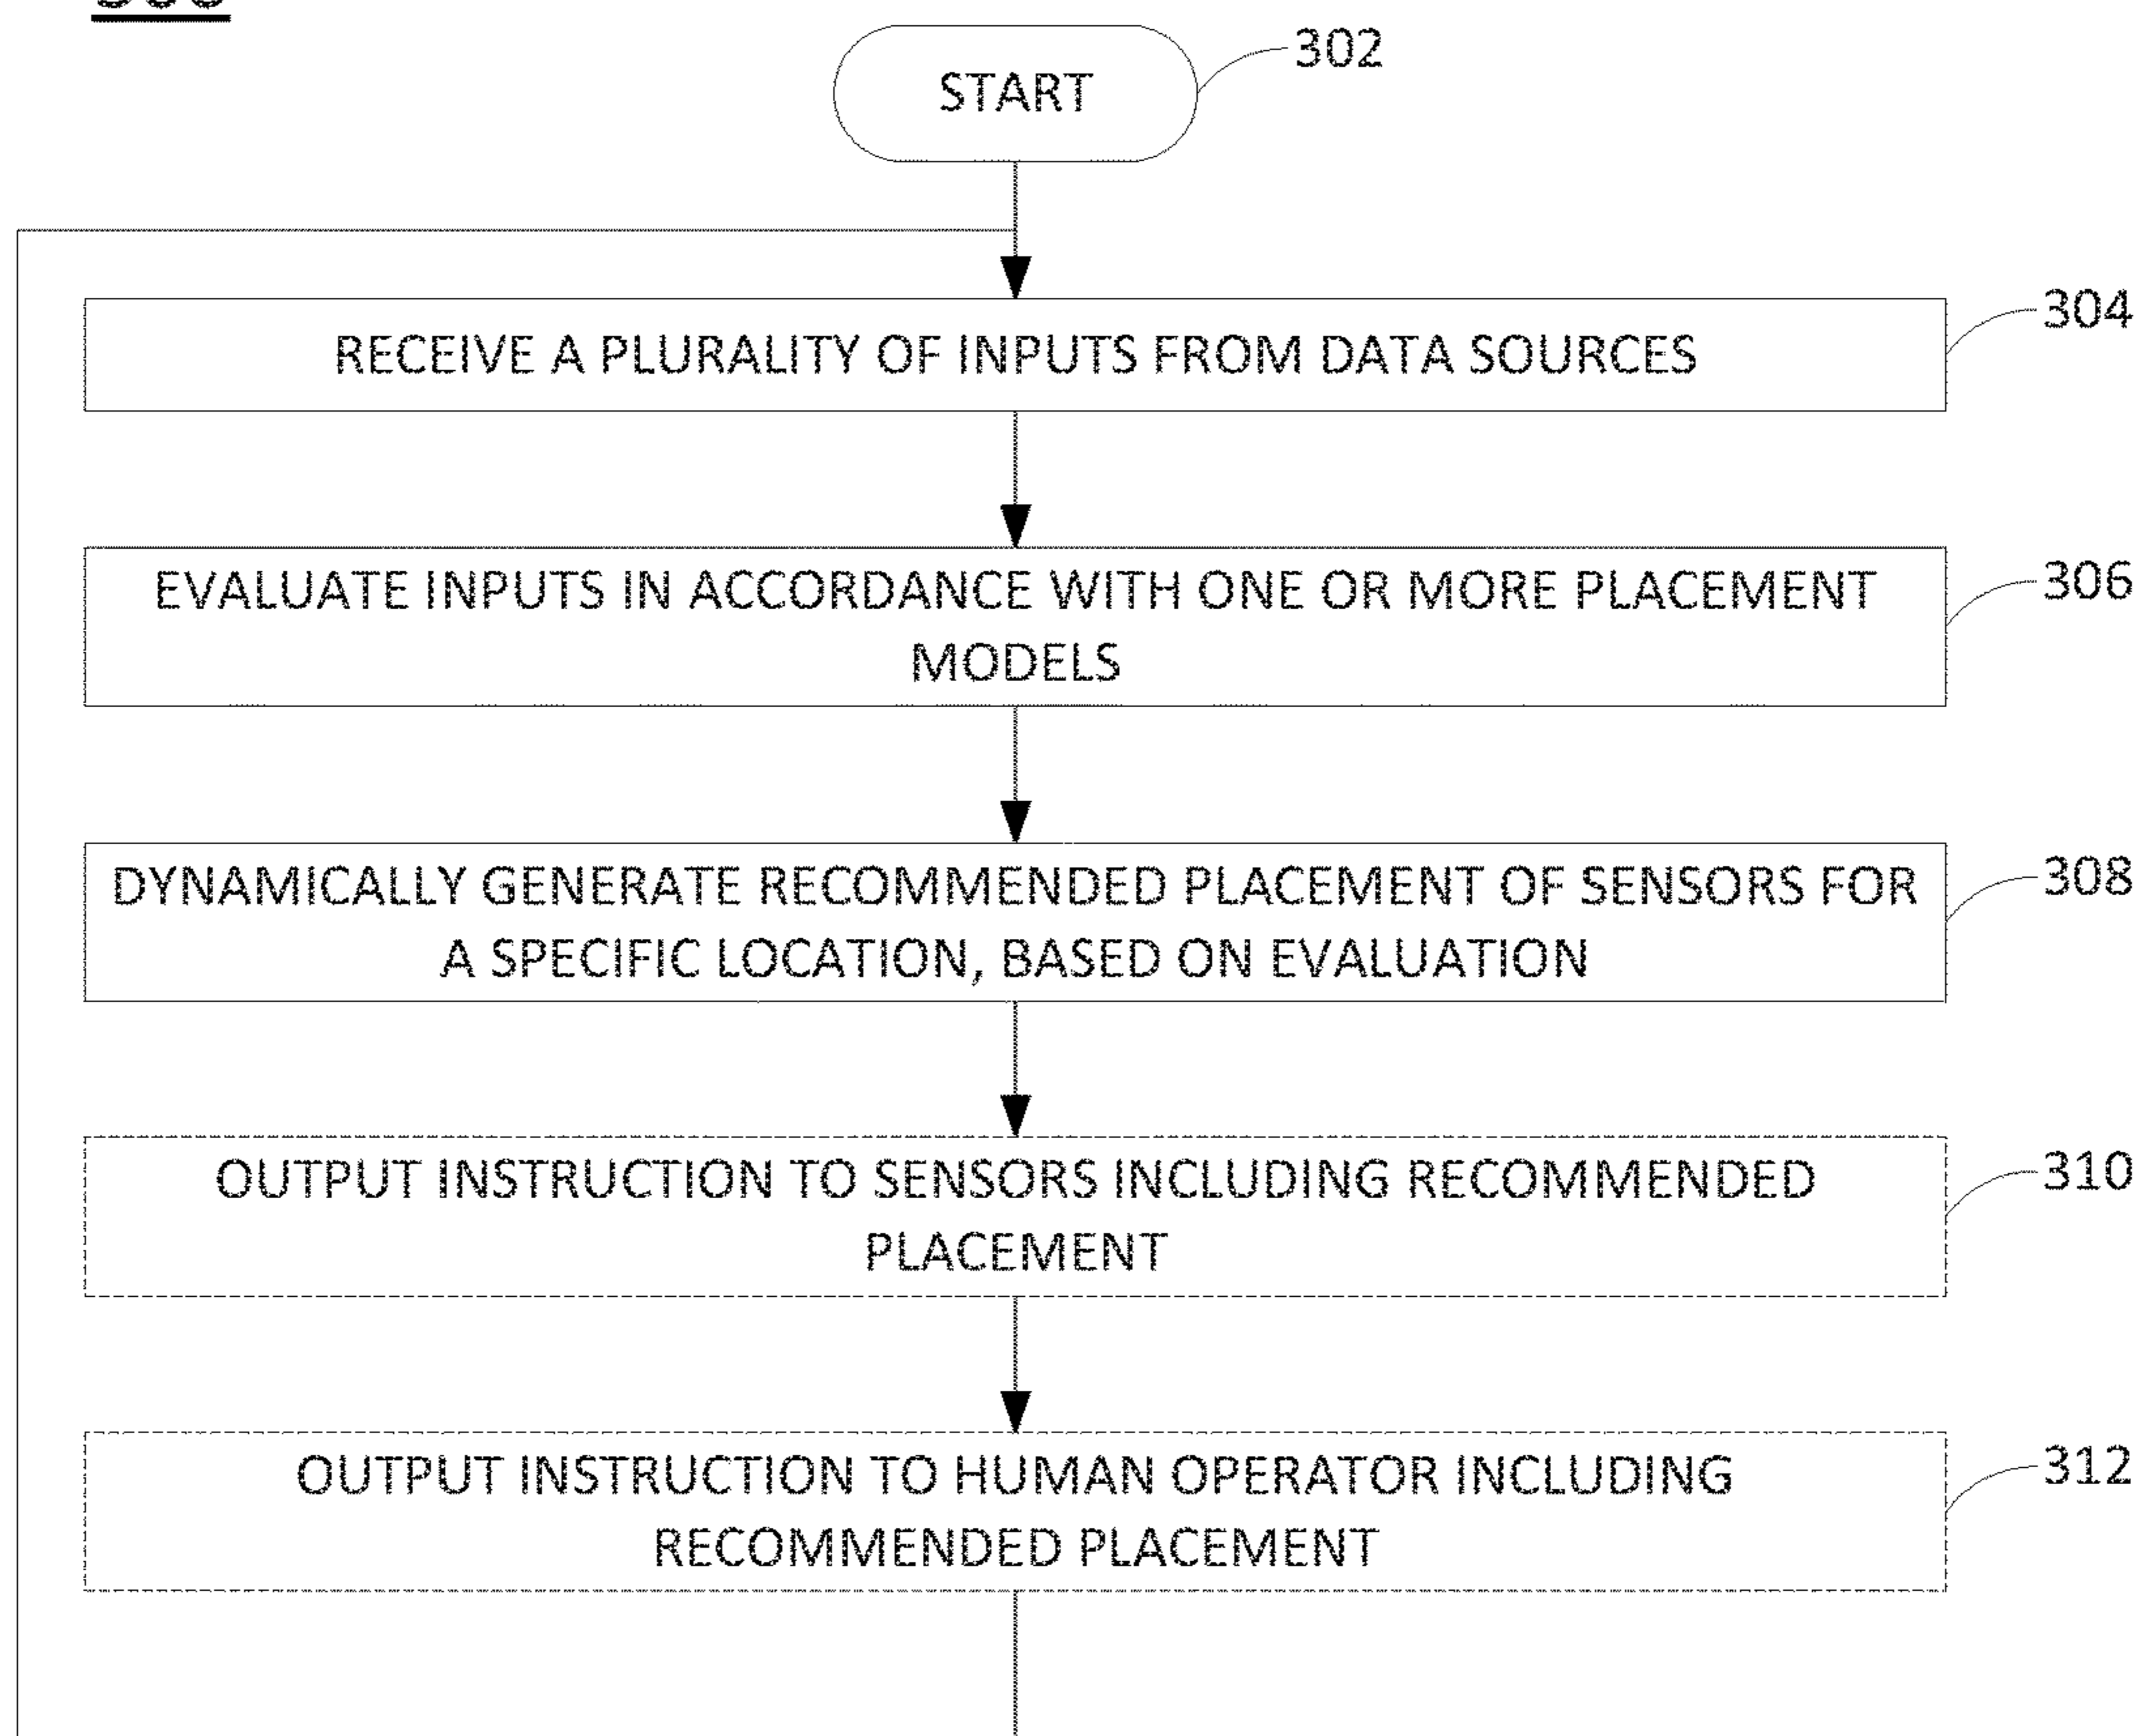 START
302
RECEIVE A PLURALITY OF INPUTS FROM DATA SOURCES
304
EVALUATE INPUTS IN ACCORDANCE WITH ONE OR MORE PLACEMENT
MODELS
306
DYNAMICALLY GENERATE RECOMMENDED PLACEMENT OF SENSORS FOR
A SPECIFIC LOCATION, BASED ON EVALUATION
308
OUTPUT INSTRUCTION TO SENSORS INCLUDING RECOMMENDED
PLACEMENT
310
OUTPUT INSTRUCTION TO HUMAN OPERATOR INCLUDING
RECOMMENDED PLACEMENT
312